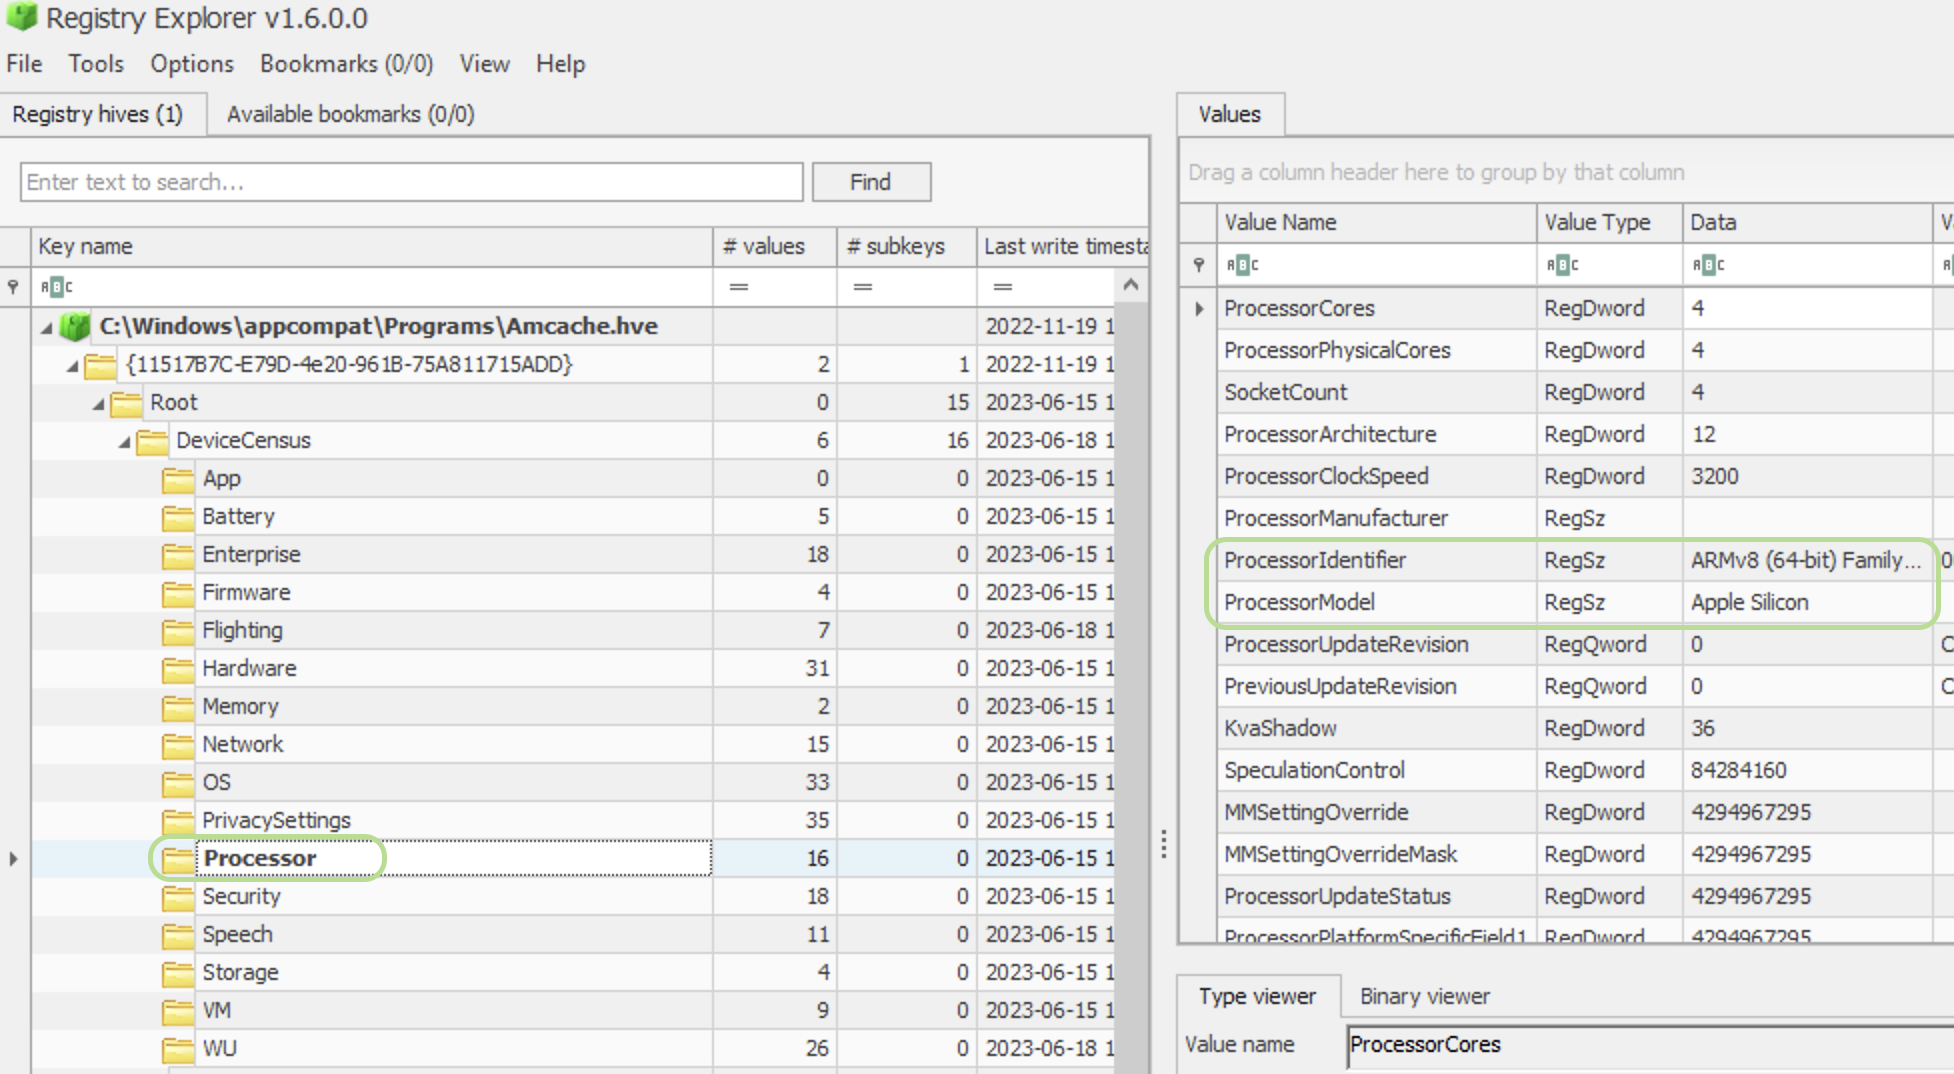 Registry Explorer v1.6.0.0
File Tools Options Bookmarks (0/0) View Help
Registry hives (1) Available bookmarks (0/0)
Enter text to search... Find
Key name # values # subkeys Last write timesta
ABC = = =
C:\Windows\appcompat\Programs\Amcache.hve 2022-11-19 1
{11517B7C-E79D-4e20-961B-75A811715ADD} 2 1 2022-11-19 1
Root 0 15 2023-06-15 1
DeviceCensus 6 16 2023-06-18 1
App 0 0 2023-06-15 1
Battery 5 0 2023-06-15 1
Enterprise 18 0 2023-06-15 1
Firmware 4 0 2023-06-15 1
Flighting 7 0 2023-06-18 1
Hardware 31 0 2023-06-15 1
Memory 2 0 2023-06-15 1
Network 15 0 2023-06-15 1
OS 33 0 2023-06-15 1
PrivacySettings 35 0 2023-06-15 1
Processor 16 0 2023-06-15 1
Security 18 0 2023-06-15 1
Speech 11 0 2023-06-15 1
Storage 4 0 2023-06-15 1
VM 9 0 2023-06-15 1
WU 26 0 2023-06-18 1
Values
Drag a column header here to group by that column
Value Name Value Type Data
ABC ABC ABC
ProcessorCores RegDword 4
ProcessorPhysicalCores RegDword 4
SocketCount RegDword 4
ProcessorArchitecture RegDword 12
ProcessorClockSpeed RegDword 3200
ProcessorManufacturer RegSz
ProcessorIdentifier RegSz ARMv8 (64-bit) Family... 0
ProcessorModel RegSz Apple Silicon
ProcessorUpdateRevision RegQword 0
PreviousUpdateRevision RegQword 0
KvaShadow RegDword 36
SpeculationControl RegDword 84284160
MMSettingOverride RegDword 4294967295
MMSettingOverrideMask RegDword 4294967295
ProcessorUpdateStatus RegDword 4294967295
ProcessorPlatformSpecificField1 RegDword 4294967295
Type viewer Binary viewer
Value name ProcessorCores